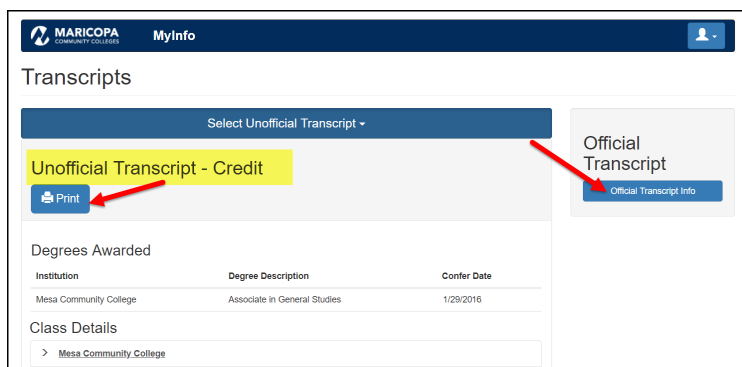 MARICOPA
COMMUNITY COLLEGES
MyInfo
Transcripts
Select Unofficial Transcript
Unofficial Transcript - Credit
Print
Official
Transcript
Official Transcript Info
Degrees Awarded
Institution Degree Description Confer Date
Mesa Community College Associate in General Studies 1/29/2016
Class Details
> Mesa Community College